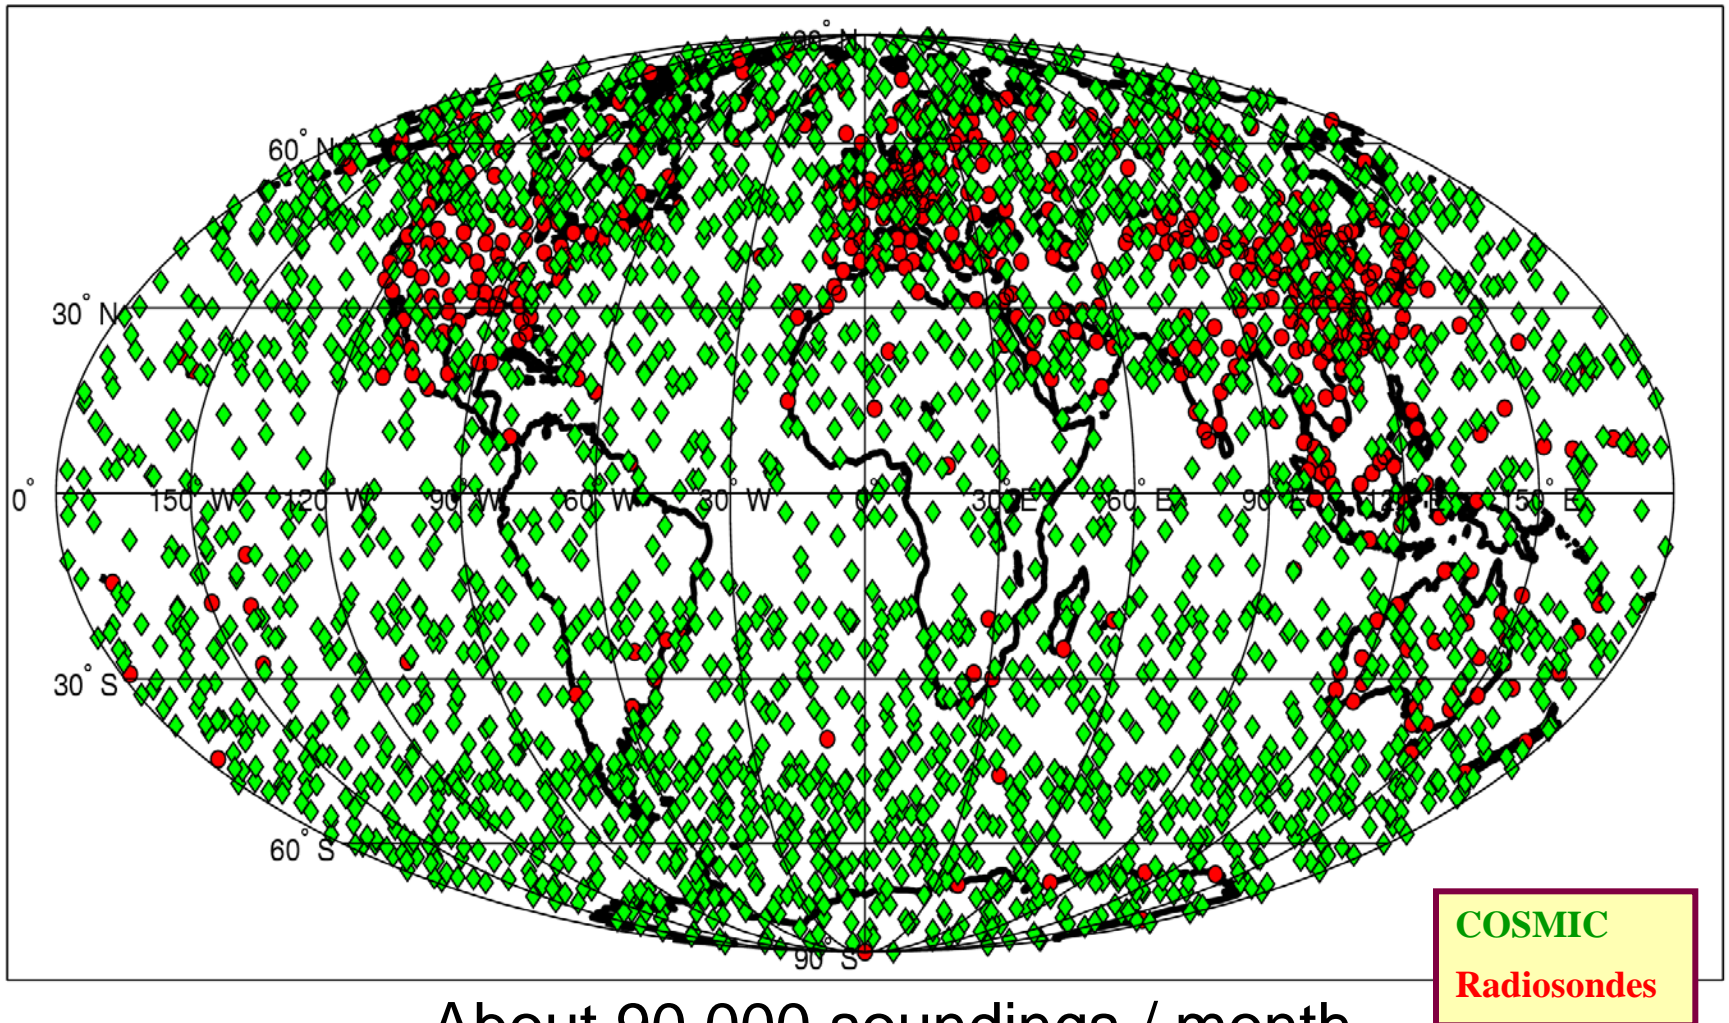 90° N
60° N
30° N
0° 150° W 120° W 90° W 60° W 30° W 0° 30° E 60° E 90° E 120° E 150° E
30° S
60° S
90° S
COSMIC
Radiosondes
About 90,000 soundings / month